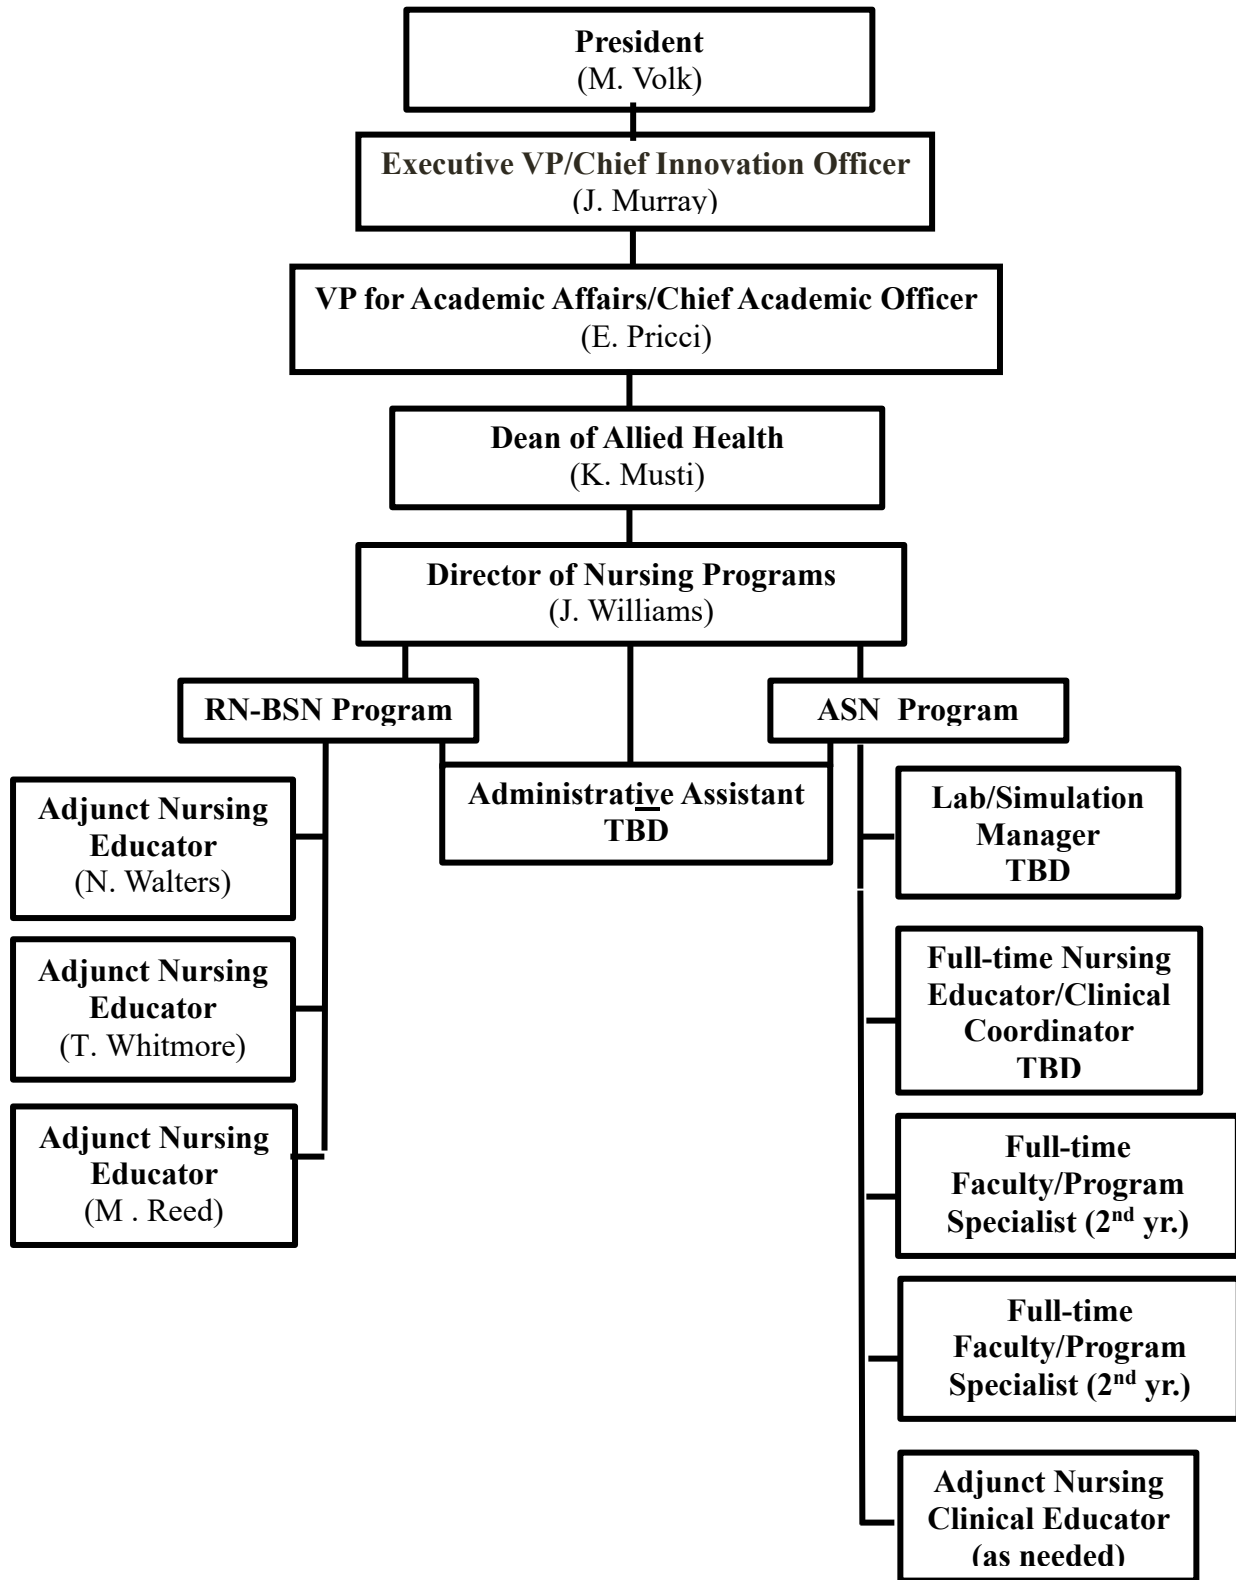 President
(M. Volk)
Executive VP/Chief Innovation Officer
(J. Murray)
VP for Academic Affairs/Chief Academic Officer
(E. Pricci)
Dean of Allied Health
(K. Musti)
Director of Nursing Programs
(J. Williams)
RN-BSN Program
ASN Program
Administrative Assistant
TBD
Adjunct Nursing
Educator
(N. Walters)
Adjunct Nursing
Educator
(T. Whitmore)
Adjunct Nursing
Educator
(M . Reed)
Lab/Simulation
Manager
TBD
Full-time Nursing
Educator/Clinical
Coordinator
TBD
Full-time
Faculty/Program
Specialist (2nd yr.)
Full-time
Faculty/Program
Specialist (2nd yr.)
Adjunct Nursing
Clinical Educator
(as needed)